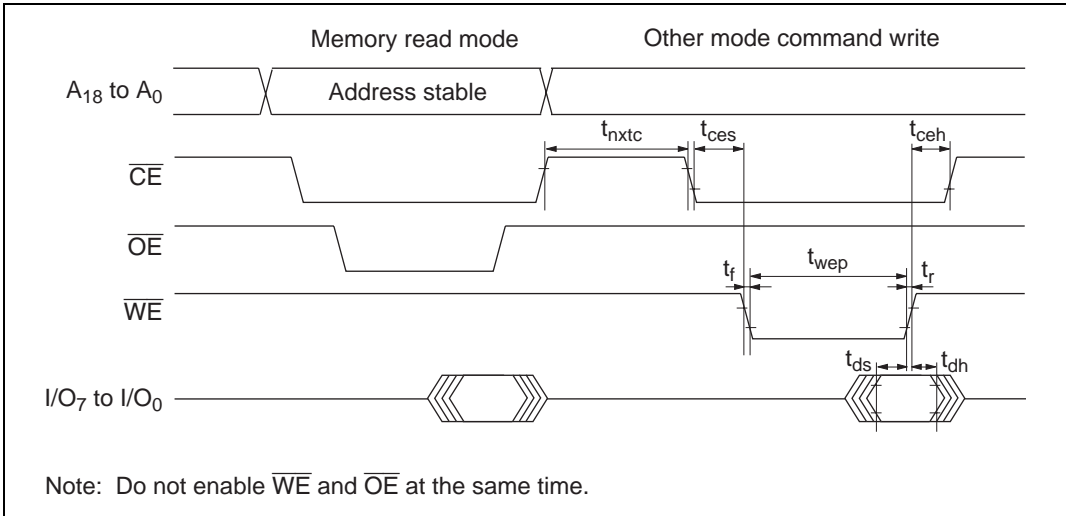 Memory read mode
Other mode command write
A18 to A0
Address stable
tnxtc
tces
tceh
CE
OE
tf
twep
tr
WE
tds
tdh
I/O7 to I/O0
Note: Do not enable WE and OE at the same time.